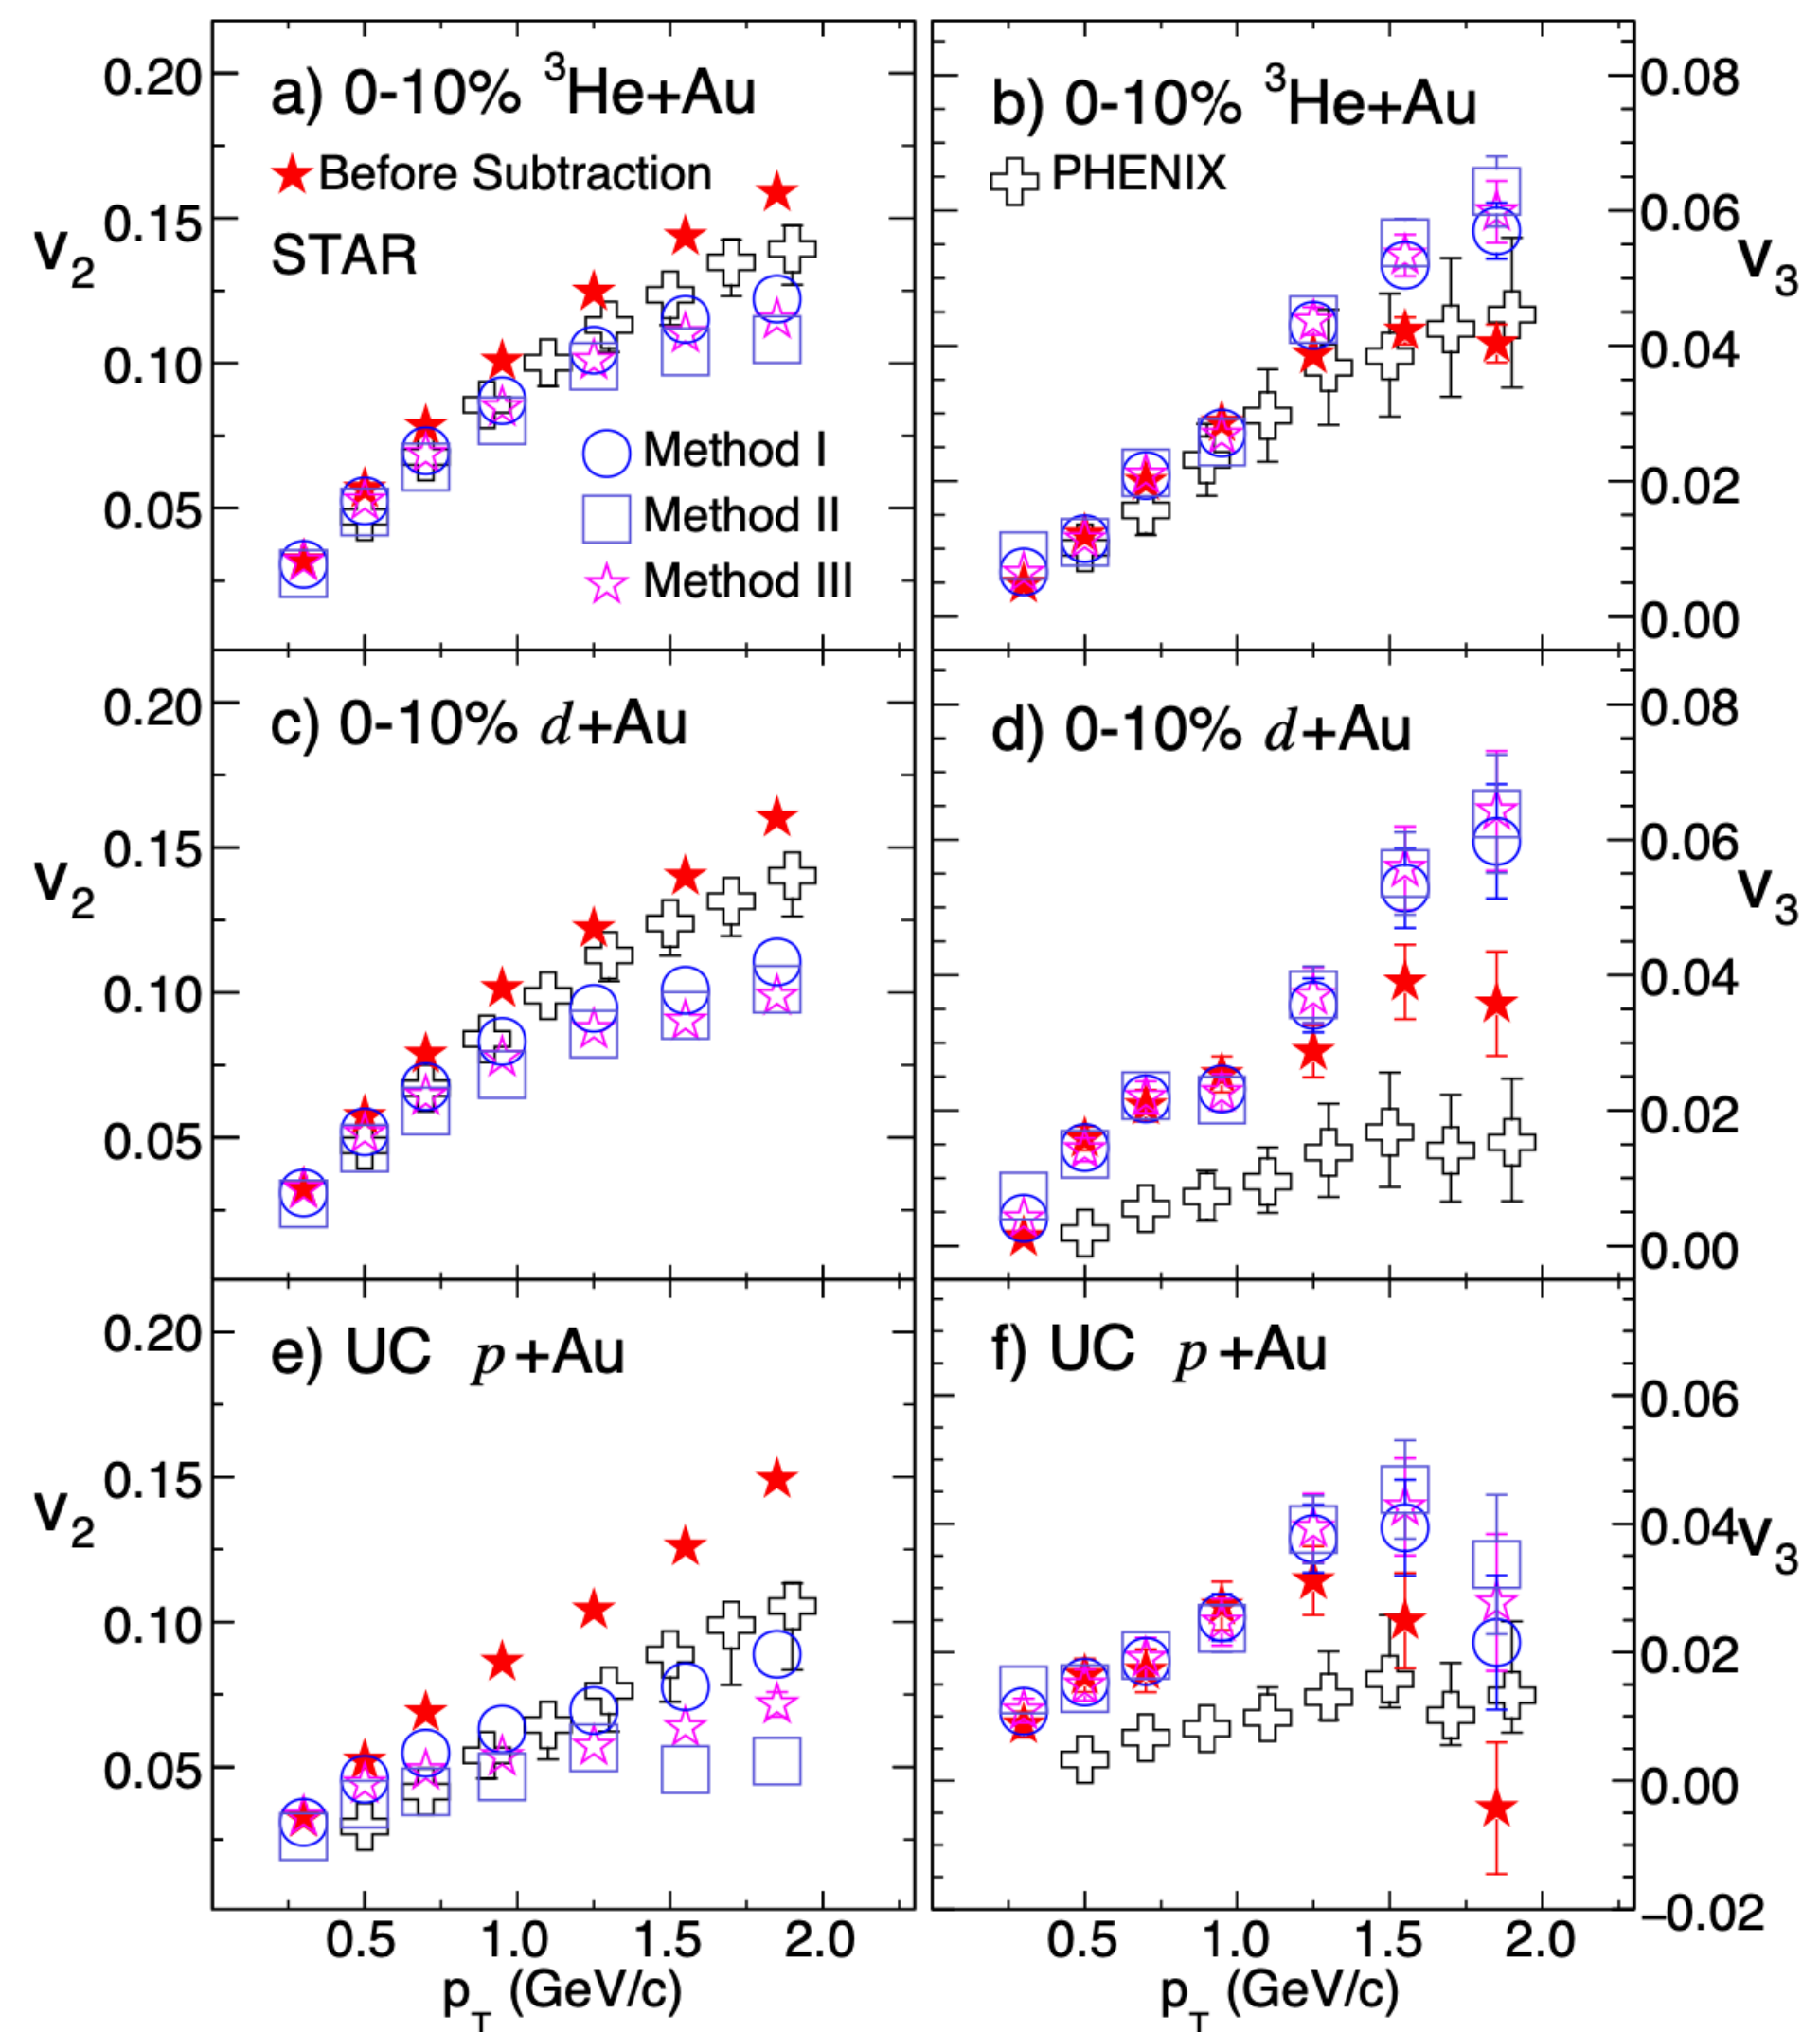 a) 0-10% ³He+Au
★ Before Subtraction
STAR
Method I
Method II
Method III
v₂
0.20
0.15
0.10
0.05
b) 0-10% ³He+Au
PHENIX
v₃
0.08
0.06
0.04
0.02
0.00
c) 0-10% d+Au
v₂
0.20
0.15
0.10
0.05
d) 0-10% d+Au
v₃
0.08
0.06
0.04
0.02
0.00
e) UC p+Au
v₂
0.20
0.15
0.10
0.05
0.5 1.0 1.5 2.0
p_T (GeV/c)
f) UC p+Au
v₃
0.06
0.04
0.02
0.00
−0.02
0.5 1.0 1.5 2.0
p_T (GeV/c)